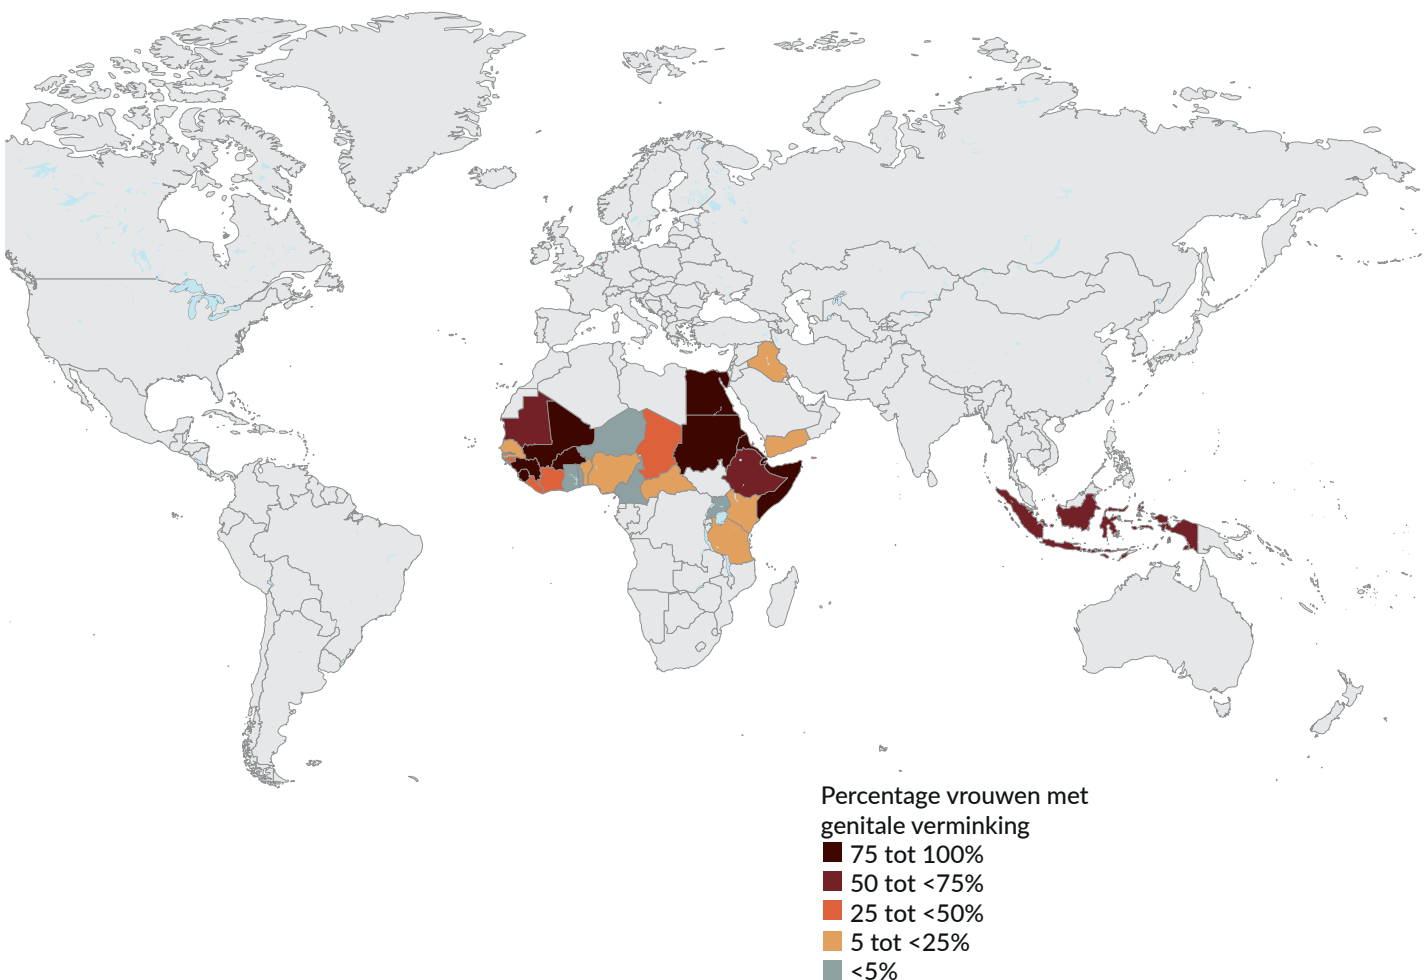 Percentage vrouwen met
genitale verminking
75 tot 100%
50 tot <75%
25 tot <50%
5 tot <25%
<5%